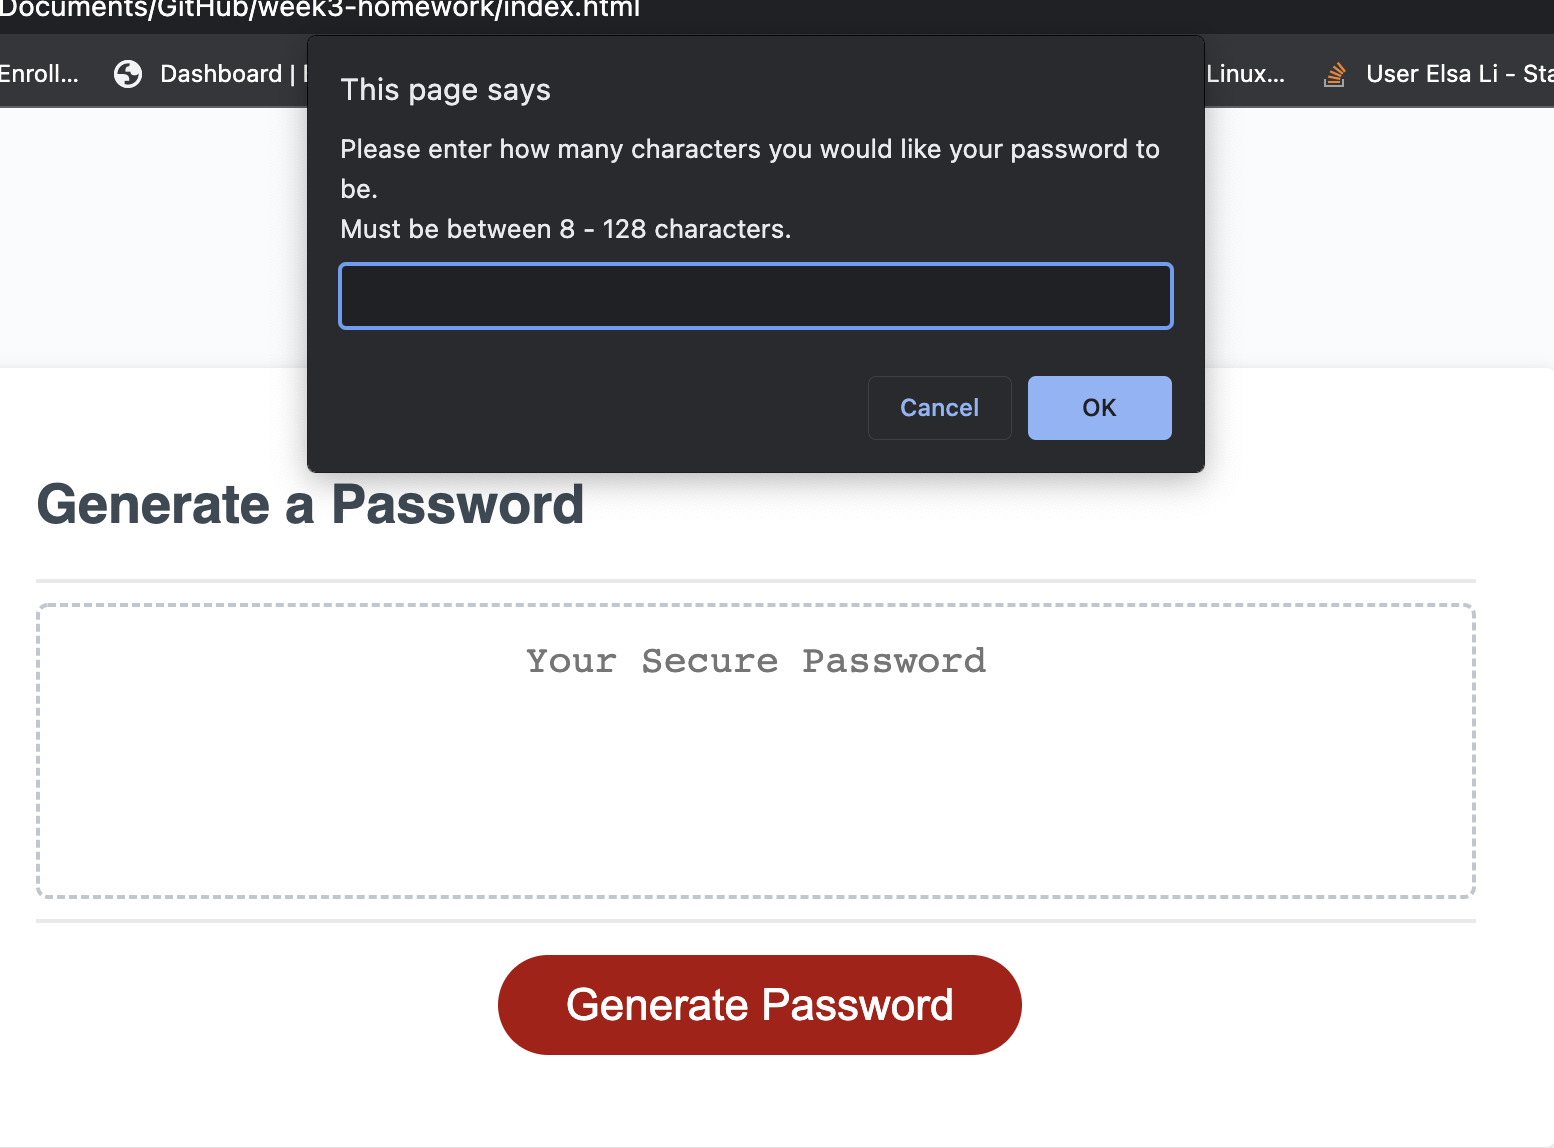 Documents/GitHub/week3-homework/index.html
Enroll... Dashboard | Linux... User Elsa Li - Sta
This page says
Please enter how many characters you would like your password to
be.
Must be between 8 - 128 characters.
Cancel OK
Generate a Password
Your Secure Password
Generate Password